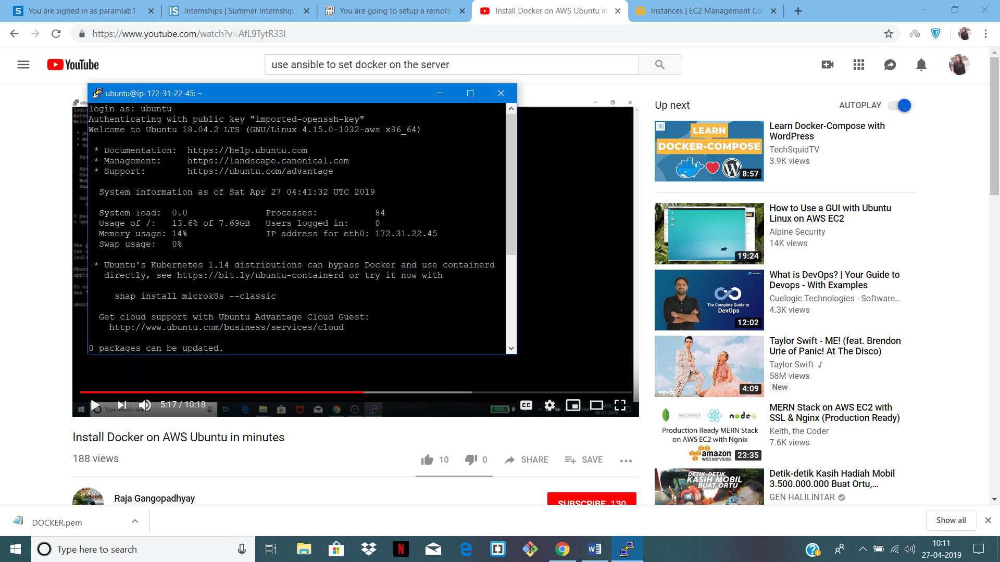 You are signed in as paramlab1
Internships | Summer Internship
You are going to setup a remote
Install Docker on AWS Ubuntu in
Instances | EC2 Management Con
https://www.youtube.com/watch?v=AfL9TytR33I
YouTube
use ansible to set docker on the server
ubuntu@ip-172-31-22-45: ~
login as: ubuntu
Authenticating with public key "imported-openssh-key"
Welcome to Ubuntu 18.04.2 LTS (GNU/Linux 4.15.0-1032-aws x86_64)
* Documentation: https://help.ubuntu.com
* Management: https://landscape.canonical.com
* Support: https://ubuntu.com/advantage
System information as of Sat Apr 27 04:41:32 UTC 2019
System load: 0.0 Processes: 84
Usage of /: 13.6% of 7.69GB Users logged in: 0
Memory usage: 14% IP address for eth0: 172.31.22.45
Swap usage: 0%
* Ubuntu's Kubernetes 1.14 distributions can bypass Docker and use containerd
directly, see https://bit.ly/ubuntu-containerd or try it now with
snap install microk8s --classic
Get cloud support with Ubuntu Advantage Cloud Guest:
http://www.ubuntu.com/business/services/cloud
0 packages can be updated.
5:17 / 10:18
CC
Type here to search
99%
09-01-2019
Install Docker on AWS Ubuntu in minutes
188 views
10
0
SHARE
SAVE
Raja Gangopadhyay
SUBSCRIBE 130
Up next
AUTOPLAY
LEARN
DOCKER-COMPOSE
8:57
Learn Docker-Compose with
WordPress
TechSquidTV
3.9K views
19:24
How to Use a GUI with Ubuntu
Linux on AWS EC2
Alpine Security
14K views
CUELOGIC
The Complete Guide to
DevOps
12:02
What is DevOps? | Your Guide to
Devops - With Examples
Cuelogic Technologies - Software...
4.3K views
vevo
4:09
Taylor Swift - ME! (feat. Brendon
Urie of Panic! At The Disco)
Taylor Swift
58M views
New
express
node
Production Ready MERN Stack
on AWS EC2 with Ngnix
amazon
webservices
23:35
MERN Stack on AWS EC2 with
SSL & Nginx (Production Ready)
Keith, the Coder
7.6K views
DETIK-DETIK
KASIH MOBIL
BUAT ORTU
Detik-detik Kasih Hadiah Mobil
3.500.000.000 Buat Ortu,...
GEN HALILINTAR
DOCKER.pem
Show all
Type here to search
10:11
27-04-2019